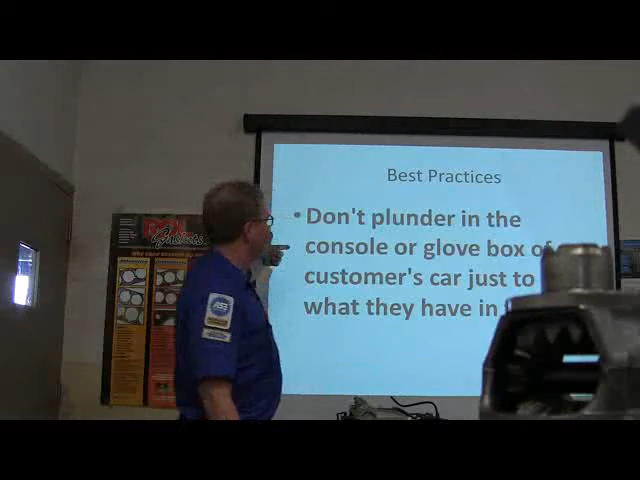 Best Practices
• Don't plunder in the
console or glove box of
customer's car just to
what they have in
Gaskets